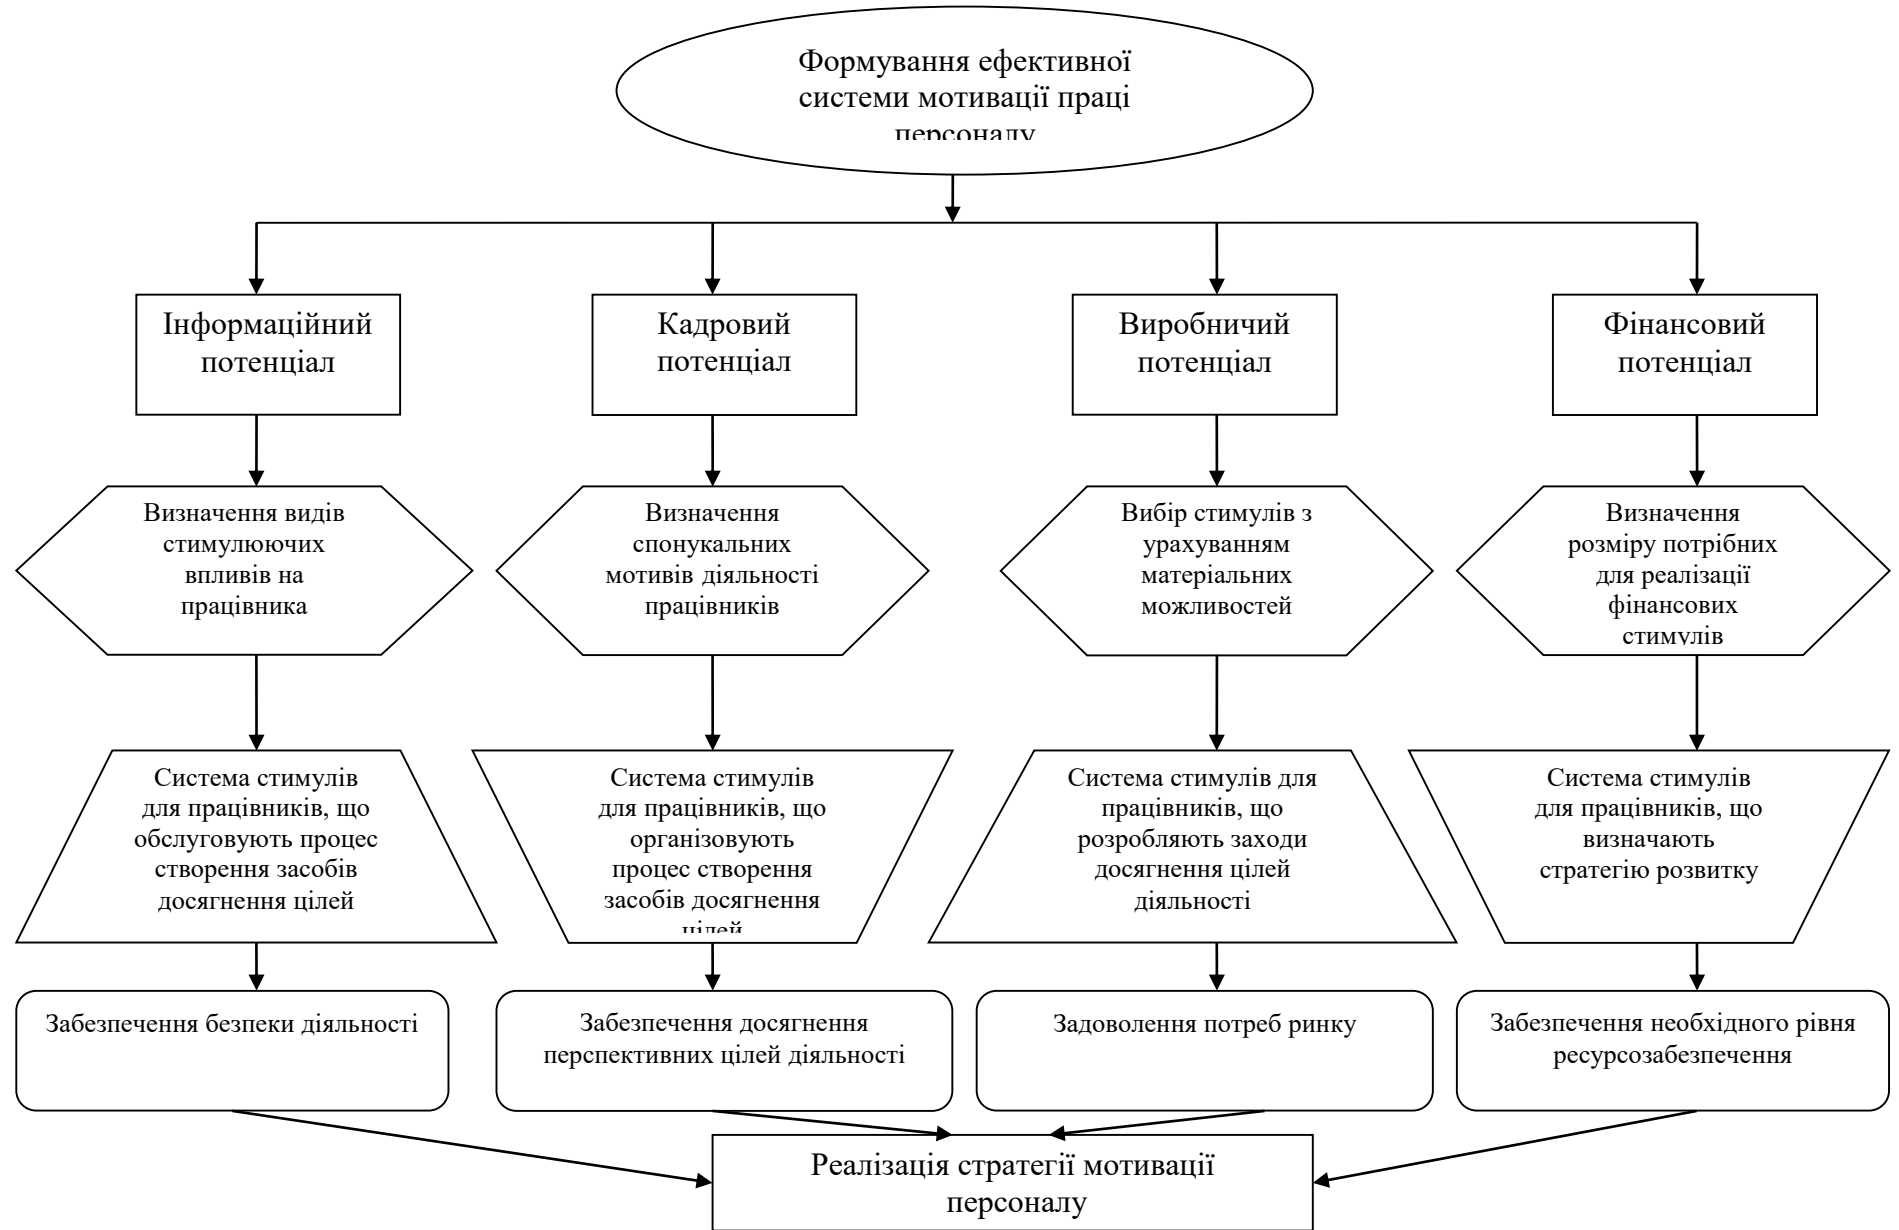 Формування ефективної
системи мотивації праці
персоналу
Інформаційний
потенціал
Кадровий
потенціал
Виробничий
потенціал
Фінансовий
потенціал
Визначення видів
стимулюючих
впливів на
працівника
Визначення
спонукальних
мотивів діяльності
працівників
Вибір стимулів з
урахуванням
матеріальних
можливостей
Визначення
розміру потрібних
для реалізації
фінансових
стимулів
Система стимулів
для працівників, що
обслуговують процес
створення засобів
досягнення цілей
Система стимулів
для працівників, що
організовують
процес створення
засобів досягнення
цілей
Система стимулів для
працівників, що
розробляють заходи
досягнення цілей
діяльності
Система стимулів
для працівників, що
визначають
стратегію розвитку
Забезпечення безпеки діяльності
Забезпечення досягнення
перспективних цілей діяльності
Задоволення потреб ринку
Забезпечення необхідного рівня
ресурсозабезпечення
Реалізація стратегії мотивації
персоналу